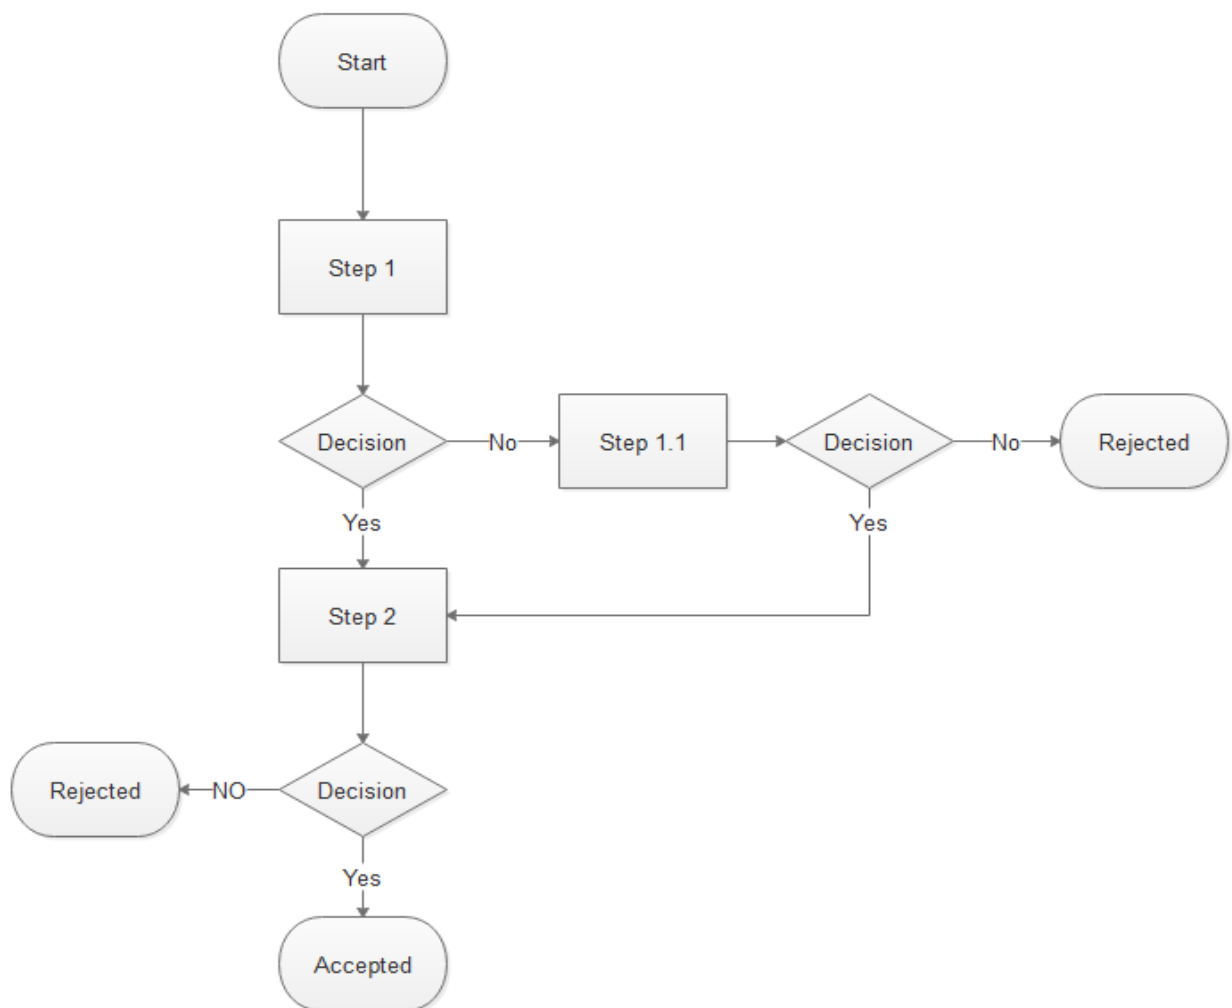 Start
Step 1
Decision
No
Step 1.1
Decision
No
Rejected
Yes
Yes
Step 2
Rejected
NO
Decision
Yes
Accepted